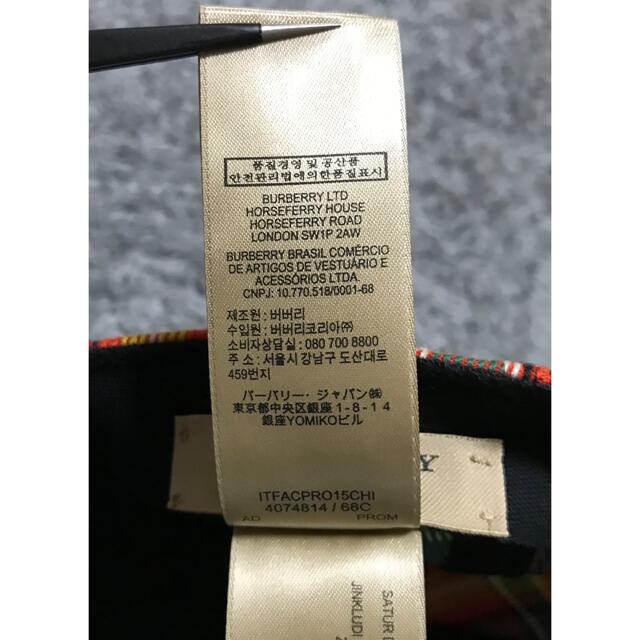 품질경영 및 공산품
안전관리법에의한품질표시
BURBERRY LTD
HORSEFERRY HOUSE
HORSEFERRY ROAD
LONDON SW1P 2AW
BURBERRY BRASIL COMÉRCIO
DE ARTIGOS DE VESTUÁRIO E
ACESSÓRIOS LTDA.
CNPJ: 10.770.518/0001-68
제조원 : 버버리
수입원 : 버버리코리아㈜
소비자상담실 : 080 700 8800
주 소 : 서울시 강남구 도산대로
459번지
バーバリー・ジャパン㈱
東京都中央区銀座1-8-14
銀座YOMIKOビル
Y
ITFACPRO15CHI
4074814 / 68C
AD PROM
SATUR
JINKLUDI